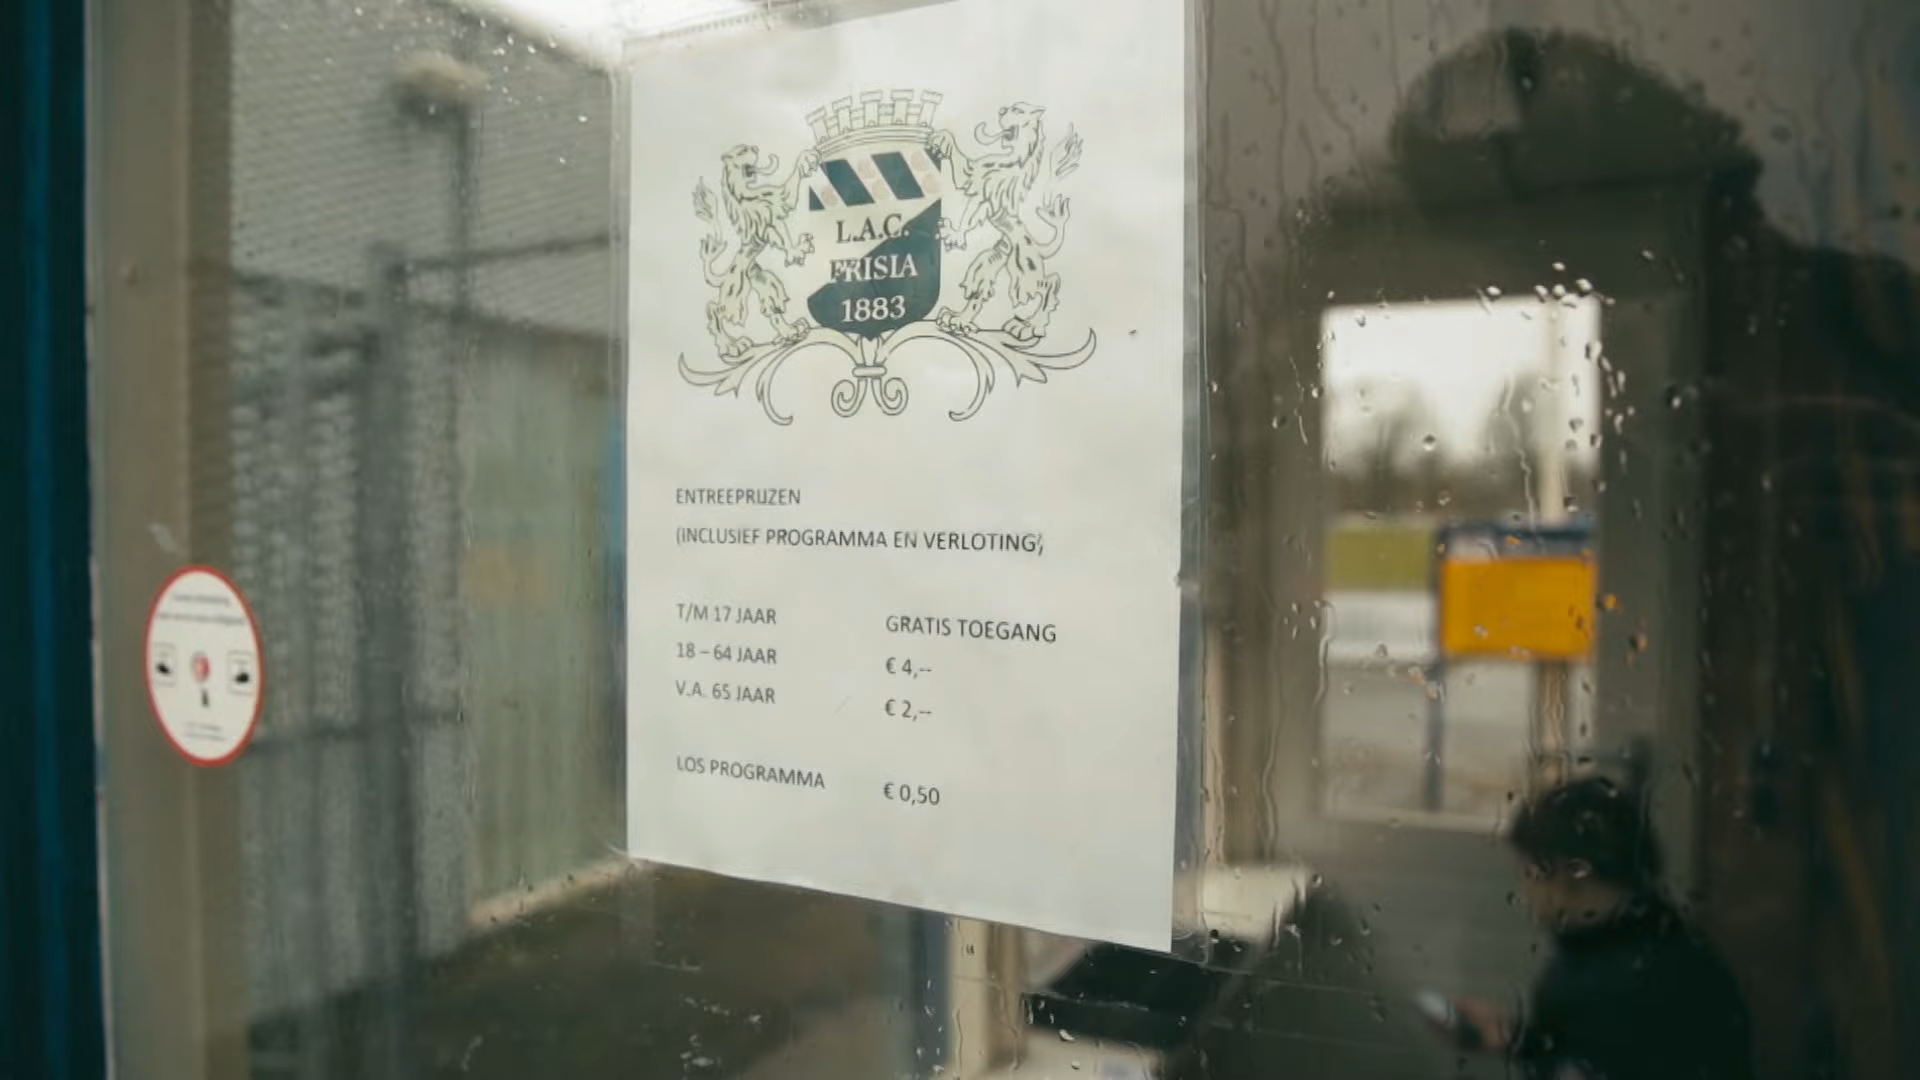 L.A.C.
FRISIA
1883
ENTREEPRIJZEN
(INCLUSIEF PROGRAMMA EN VERLOTING)
T/M 17 JAAR GRATIS TOEGANG
18 – 64 JAAR € 4,--
V.A. 65 JAAR € 2,--
LOS PROGRAMMA € 0,50